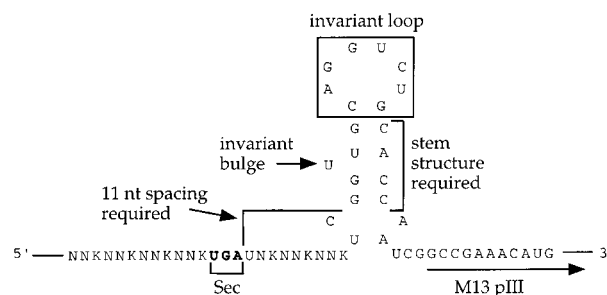 invariant loop
G U
G C
A U
C G
G C
U A
invariant bulge
U
G C
stem structure required
G C
11 nt spacing required
C A
U A
5' NNKNNKNNKNNKUGAUNKNNKNNK UCGGCCGAAACAUG 3
Sec
M13 pIII